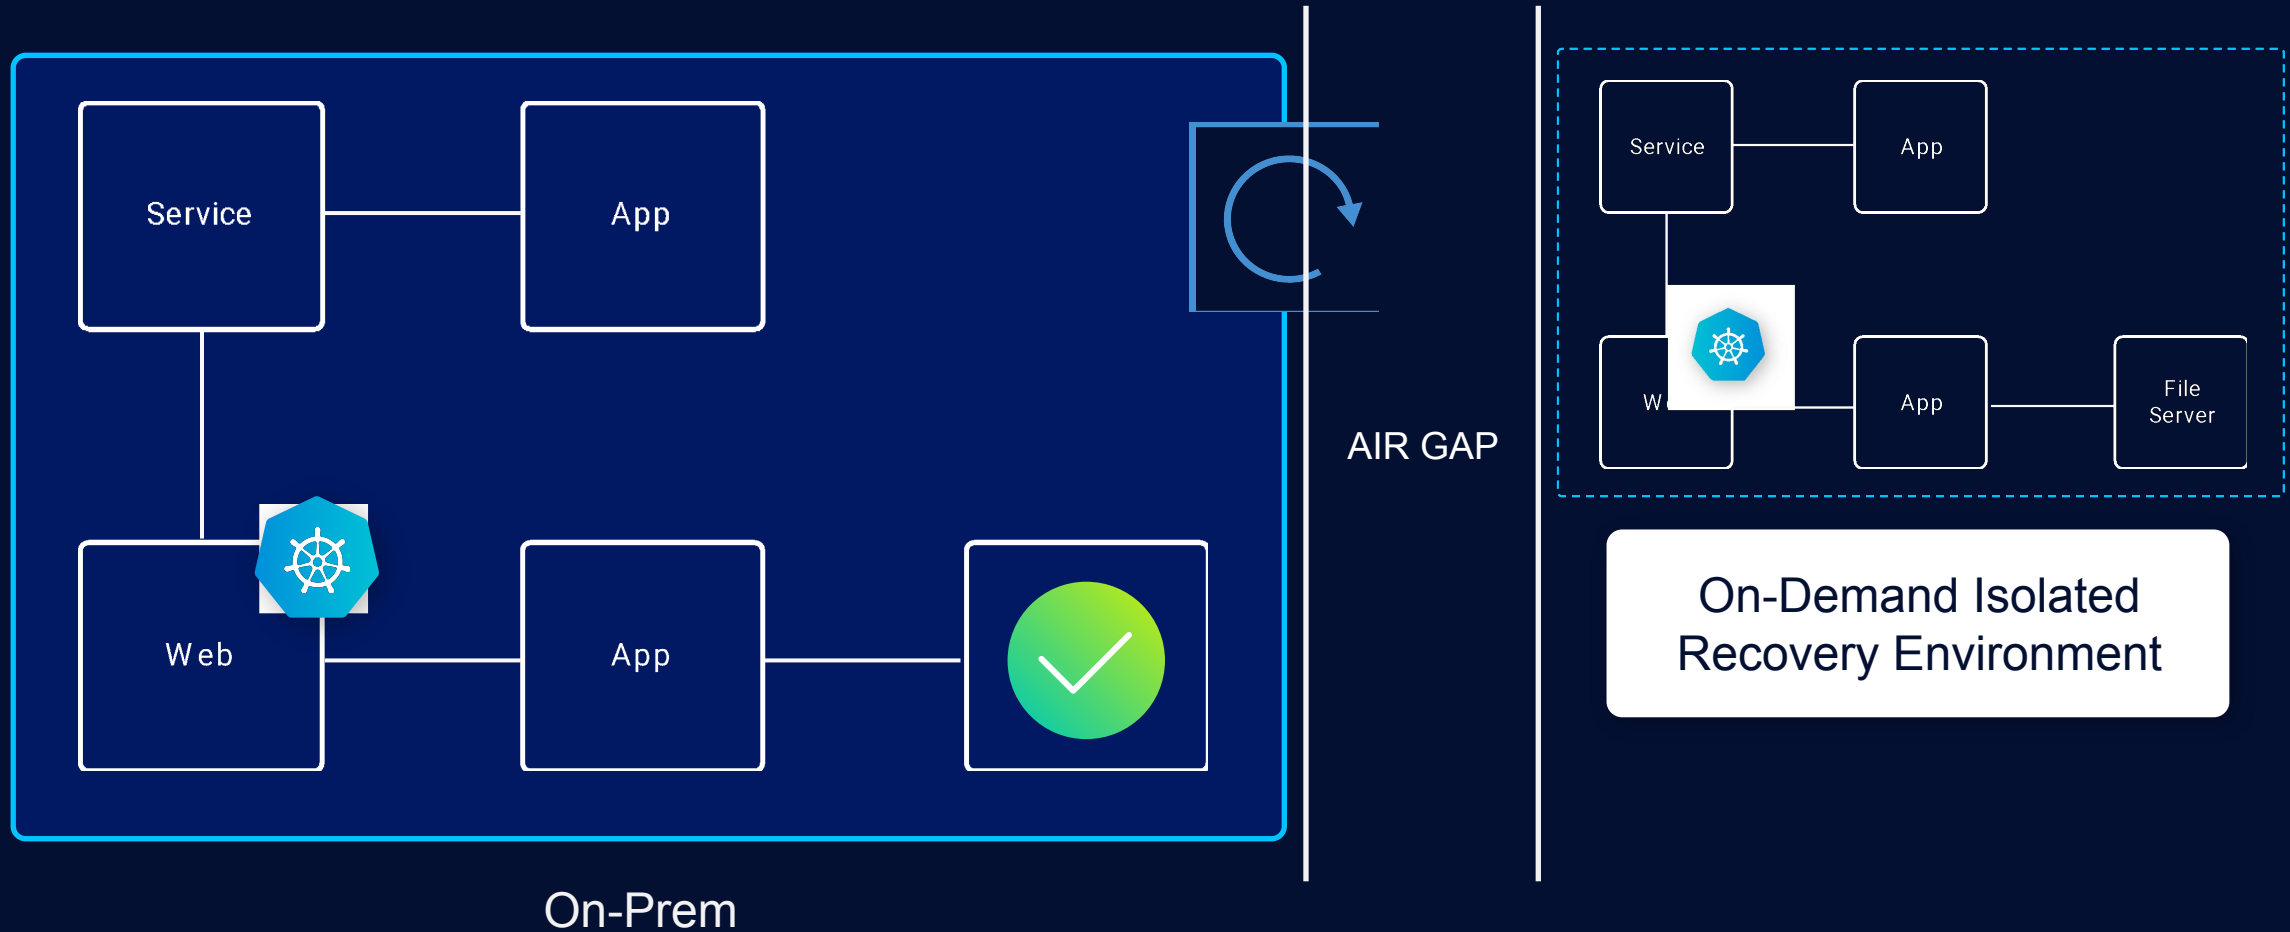 Service
App
Web
App
On-Prem
AIR GAP
Service
App
W
App
File
Server
On-Demand Isolated
Recovery Environment